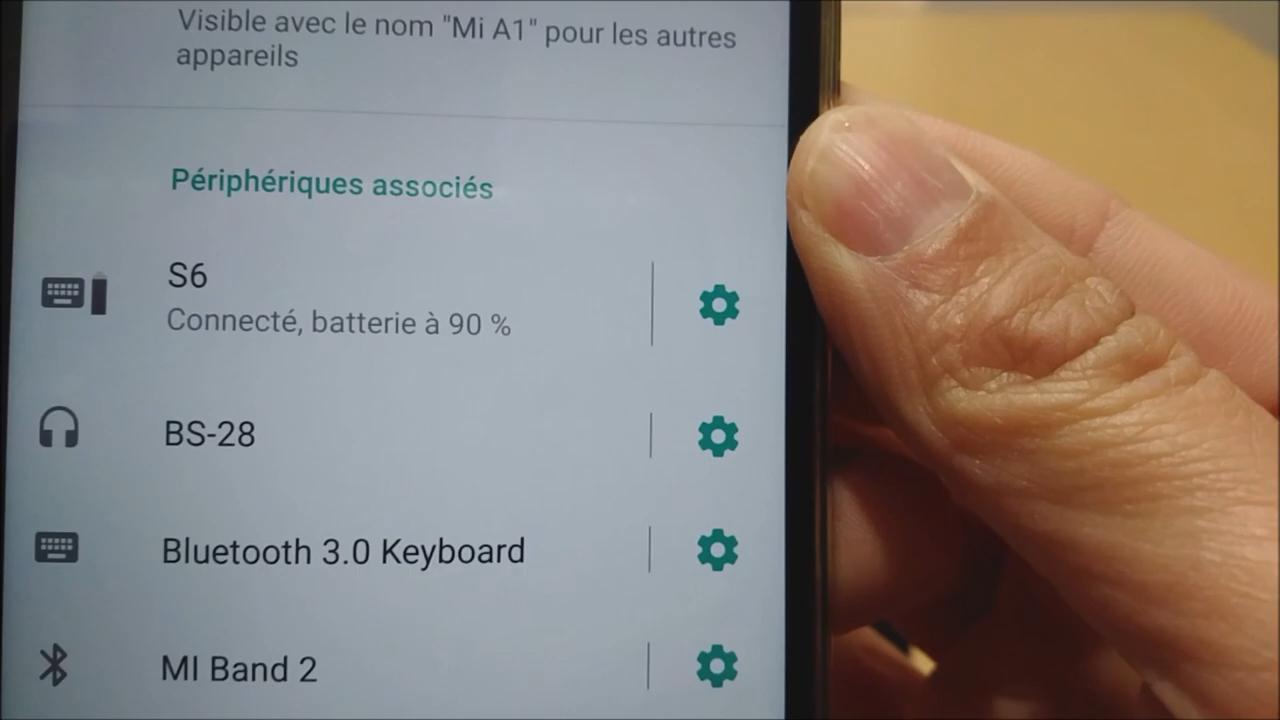 Visible avec le nom "Mi A1" pour les autres
appareils
Périphériques associés
S6
Connecté, batterie à 90 %
BS-28
Bluetooth 3.0 Keyboard
MI Band 2